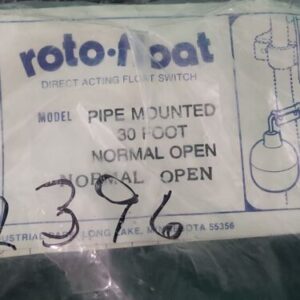 roto-float
DIRECT ACTING FLOAT SWITCH
MODEL PIPE MOUNTED
30 FOOT
NORMAL OPEN
NORMAL OPEN
396
LONG LAKE, MINNESOTA 55356